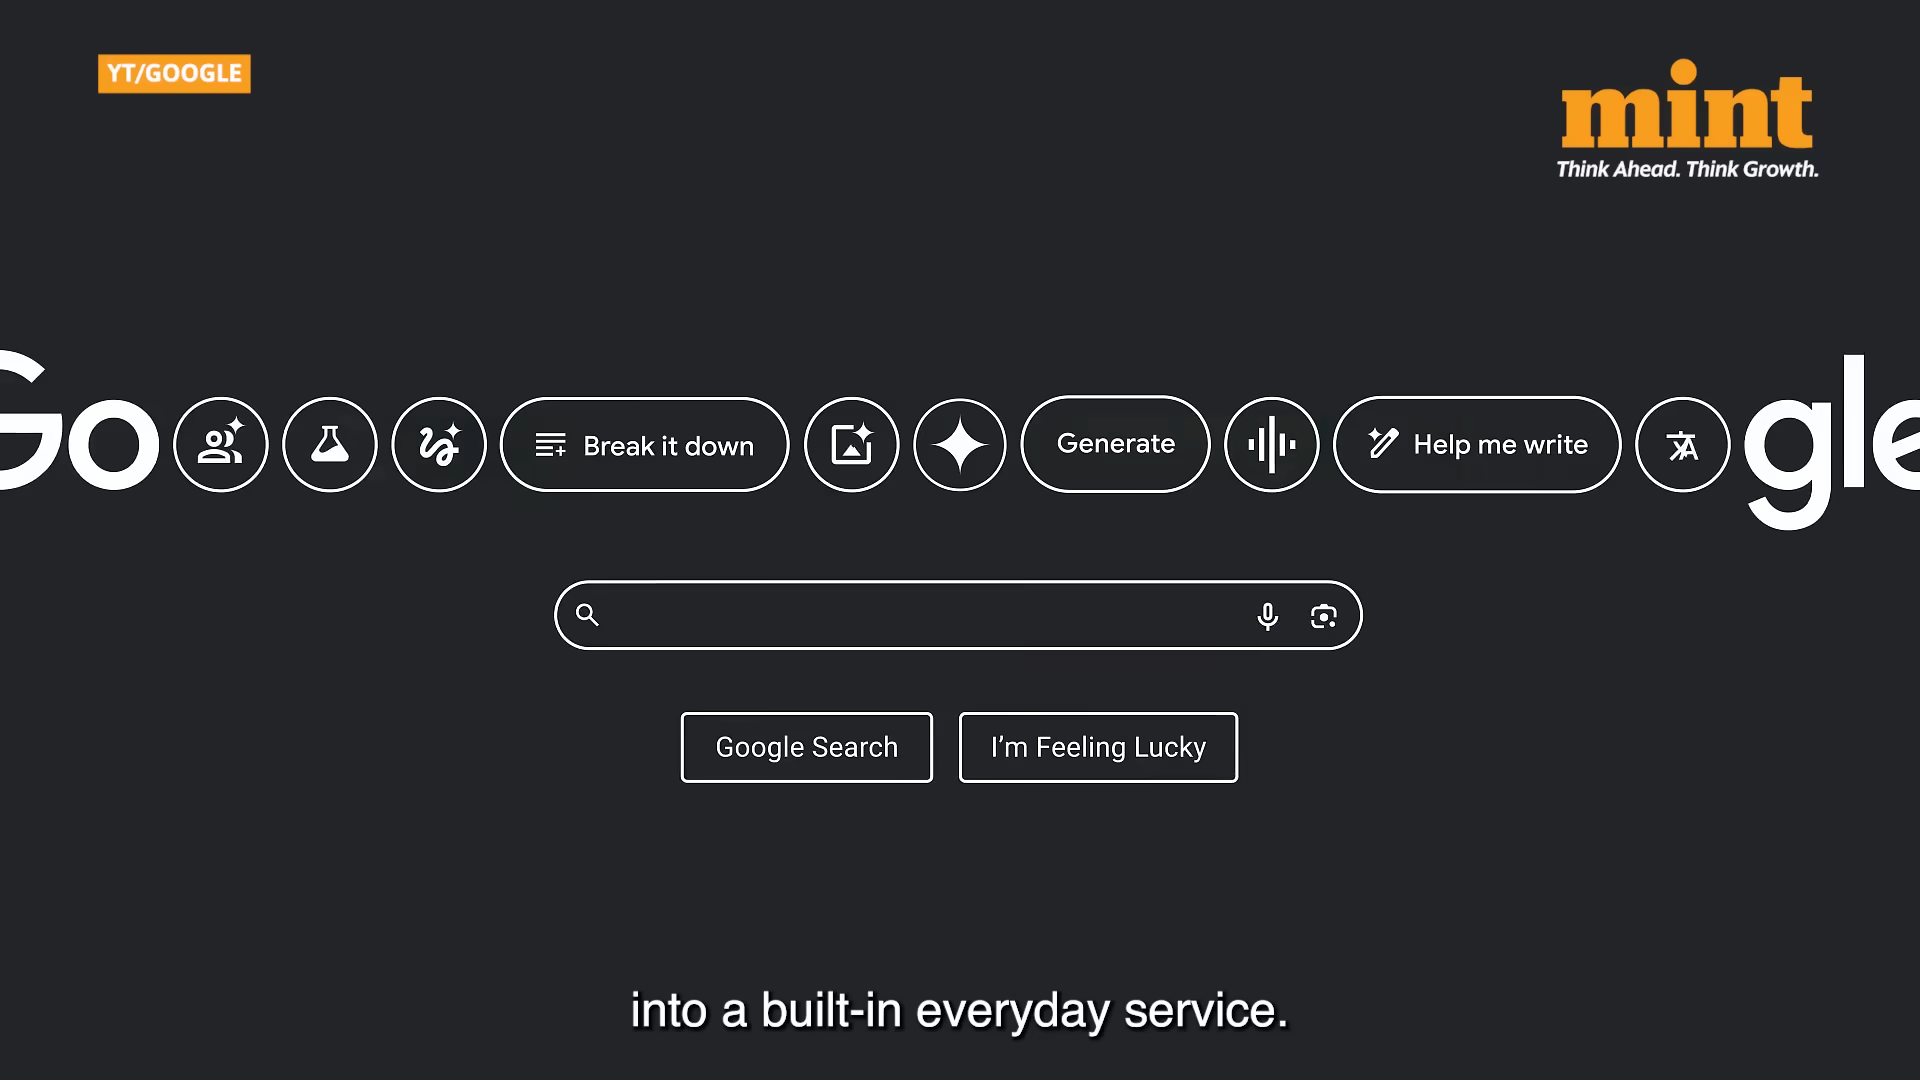 YT/GOOGLE
mint
Think Ahead. Think Growth.
Go Break it down Generate Help me write gle
Google Search
I'm Feeling Lucky
into a built-in everyday service.